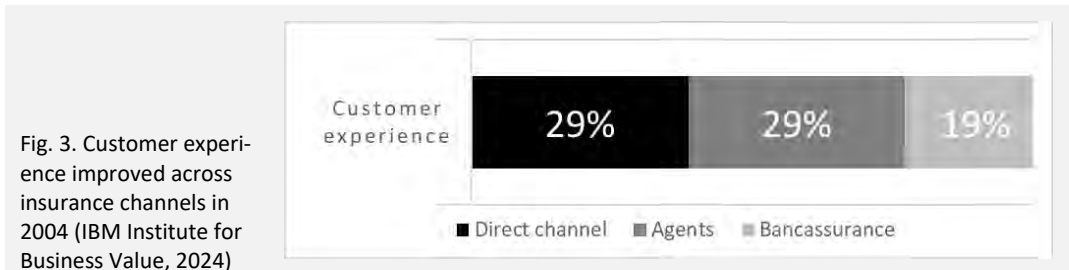 Fig. 3. Customer experi-
ence improved across
insurance channels in
2004 (IBM Institute for
Business Value, 2024)
Customer
experience
29% 29% 19%
Direct channel Agents Bancassurance